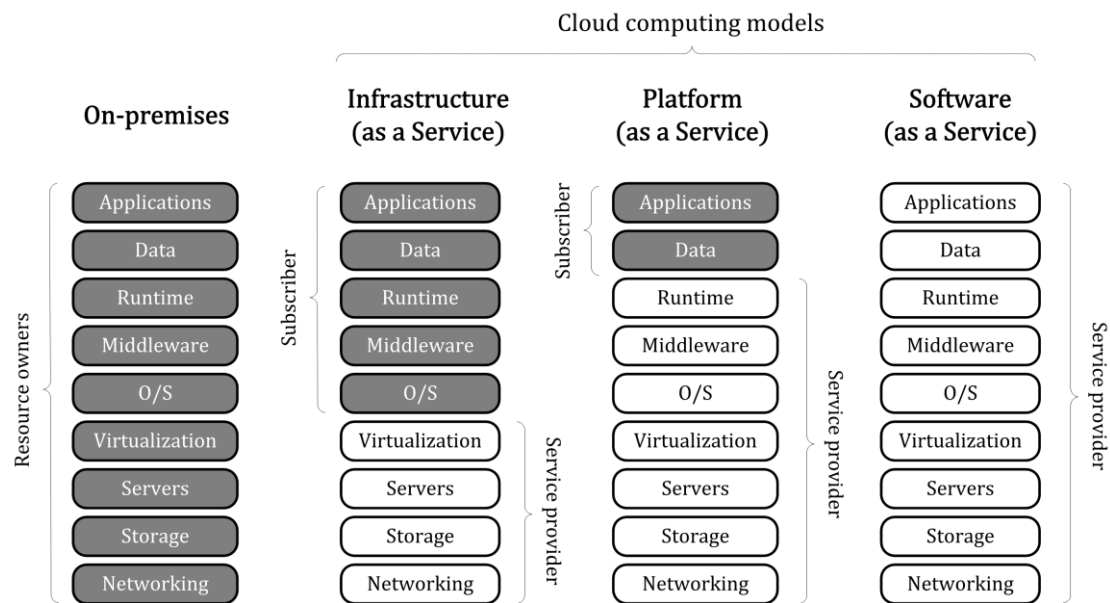 Cloud computing models
On-premises
Infrastructure
(as a Service)
Platform
(as a Service)
Software
(as a Service)
Resource owners
Applications
Data
Runtime
Middleware
O/S
Virtualization
Servers
Storage
Networking
Subscriber
Applications
Data
Runtime
Middleware
O/S
Virtualization
Servers
Storage
Networking
Service provider
Subscriber
Applications
Data
Runtime
Middleware
O/S
Virtualization
Servers
Storage
Networking
Service provider
Applications
Data
Runtime
Middleware
O/S
Virtualization
Servers
Storage
Networking
Service provider